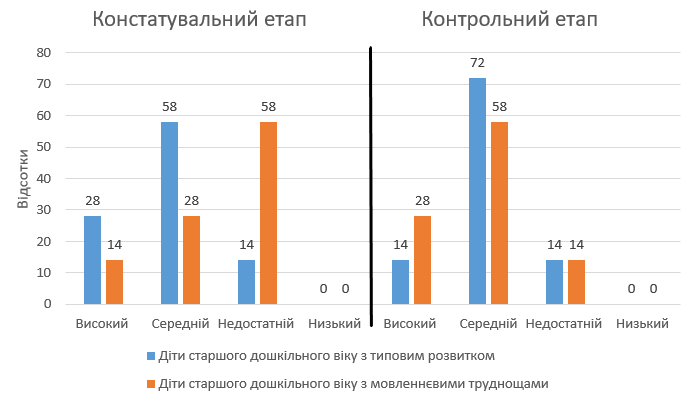 Констатувальний етап
Контрольний етап
Відсотки
80
70
60
50
40
30
20
10
0
28
14
58
28
14
58
0
0
14
28
72
58
14
14
0
0
Високий
Середній
Недостатній
Низький
Високий
Середній
Недостатній
Низький
Діти старшого дошкільного віку з типовим розвитком
Діти старшого дошкільного віку з мовленнєвими труднощами